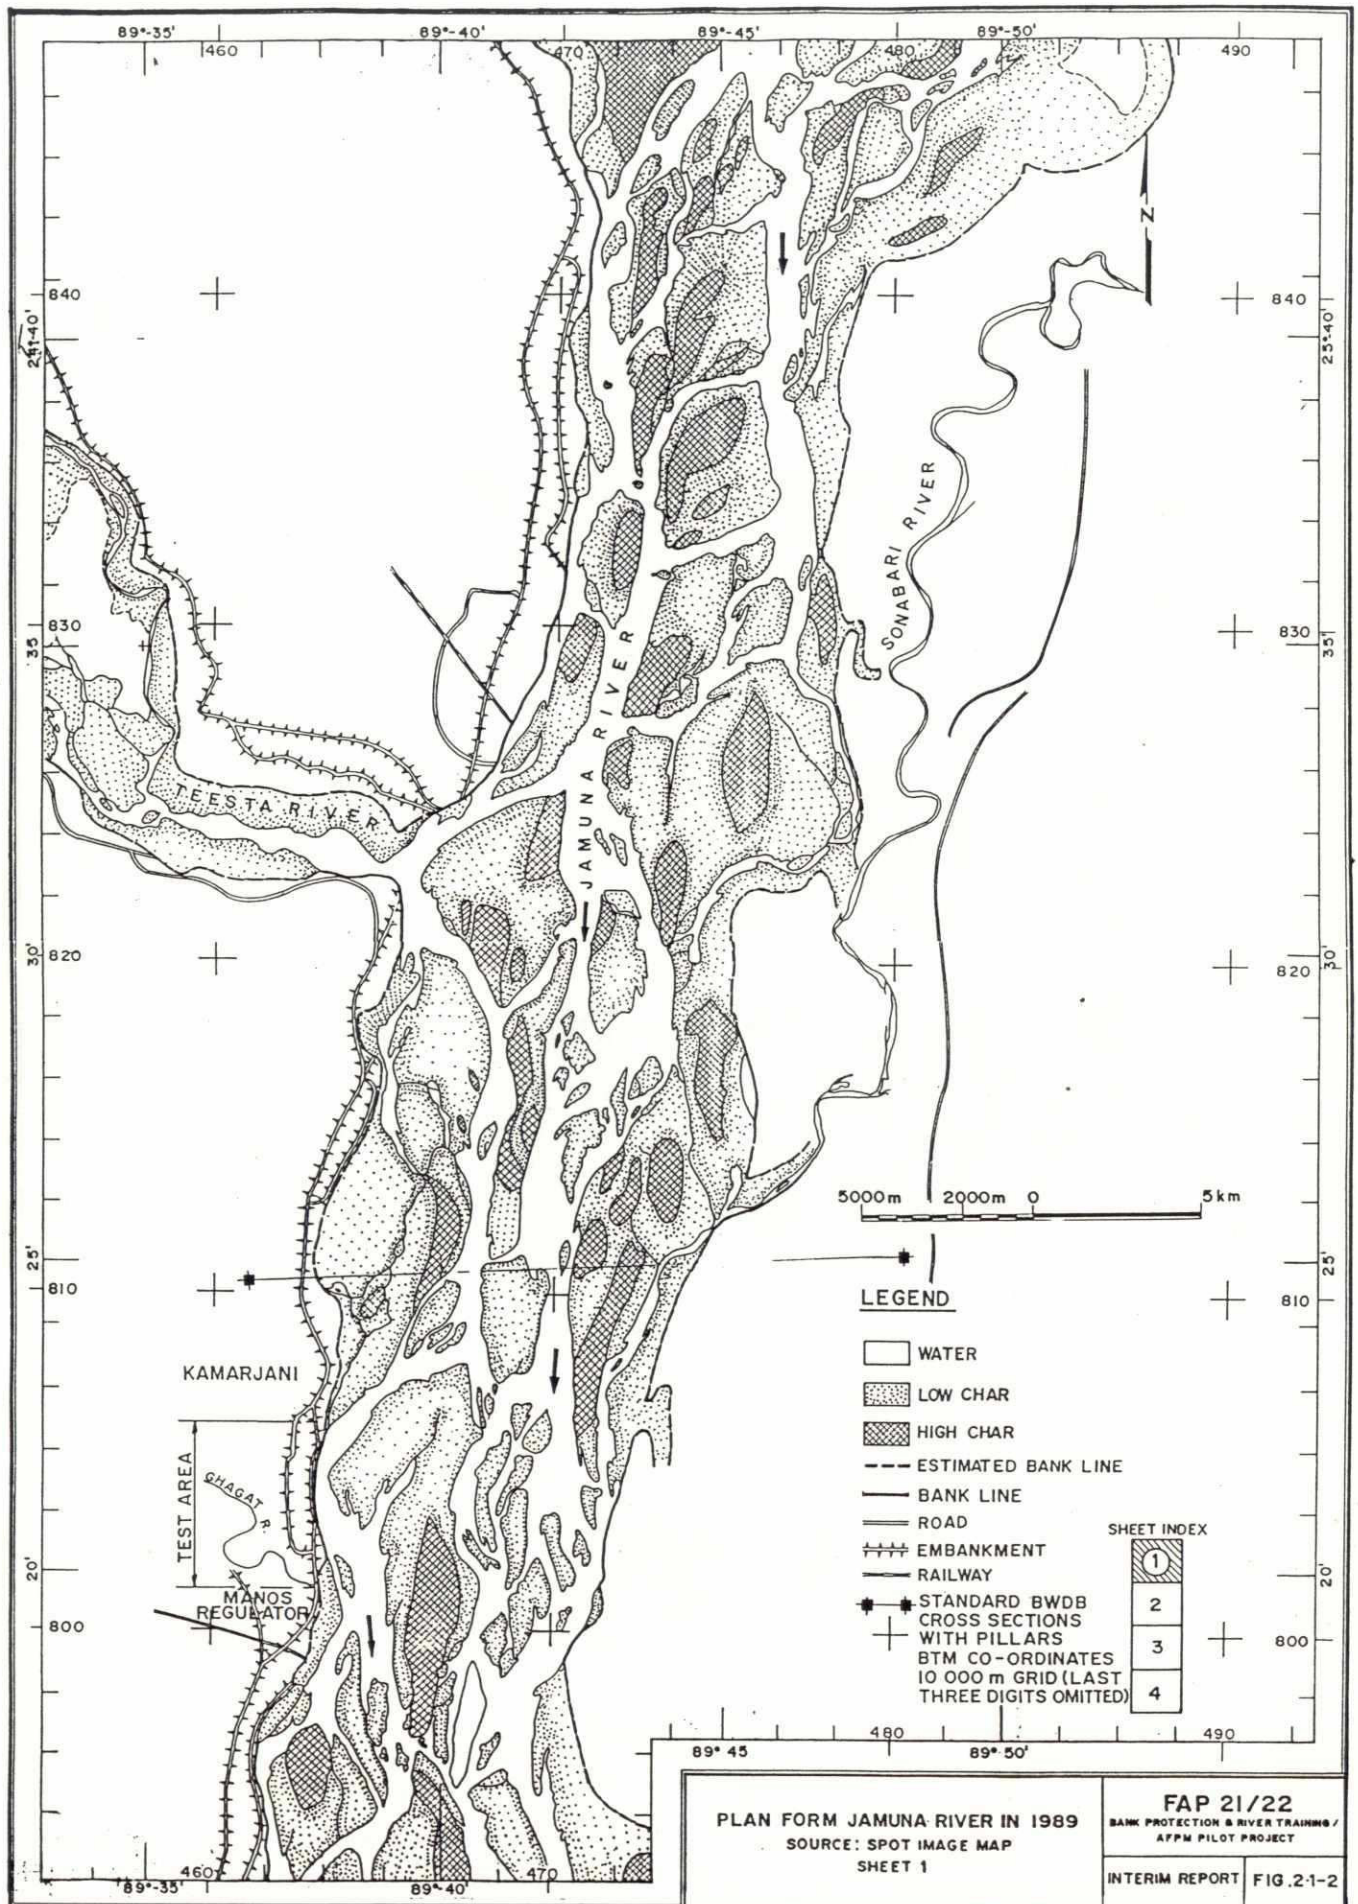 89°-35'
460
89°-40'
470
89°-45'
480
89°-50'
490
N
840
840
25°-40'
25°-40'
SONABARI RIVER
830
830
35'
35'
JAMUNA RIVER
TEESTA RIVER
30'
820
820
30'
5000m 2000m 0 5km
25'
810
810
25'
KAMARJANI
TEST AREA
GHAGAT R.
20'
MANOS
REGULATOR
800
800
20'
LEGEND
WATER
LOW CHAR
HIGH CHAR
ESTIMATED BANK LINE
BANK LINE
ROAD
EMBANKMENT
RAILWAY
STANDARD BWDB
CROSS SECTIONS
WITH PILLARS
BTM CO-ORDINATES
10 000 m GRID (LAST
THREE DIGITS OMITTED)
SHEET INDEX
1
2
3
4
480
490
89°45
89°50'
460
470
89°-35'
89°-40'
PLAN FORM JAMUNA RIVER IN 1989
SOURCE: SPOT IMAGE MAP
SHEET 1
FAP 21/22
BANK PROTECTION & RIVER TRAINING /
AFPM PILOT PROJECT
INTERIM REPORT
FIG.2·1-2